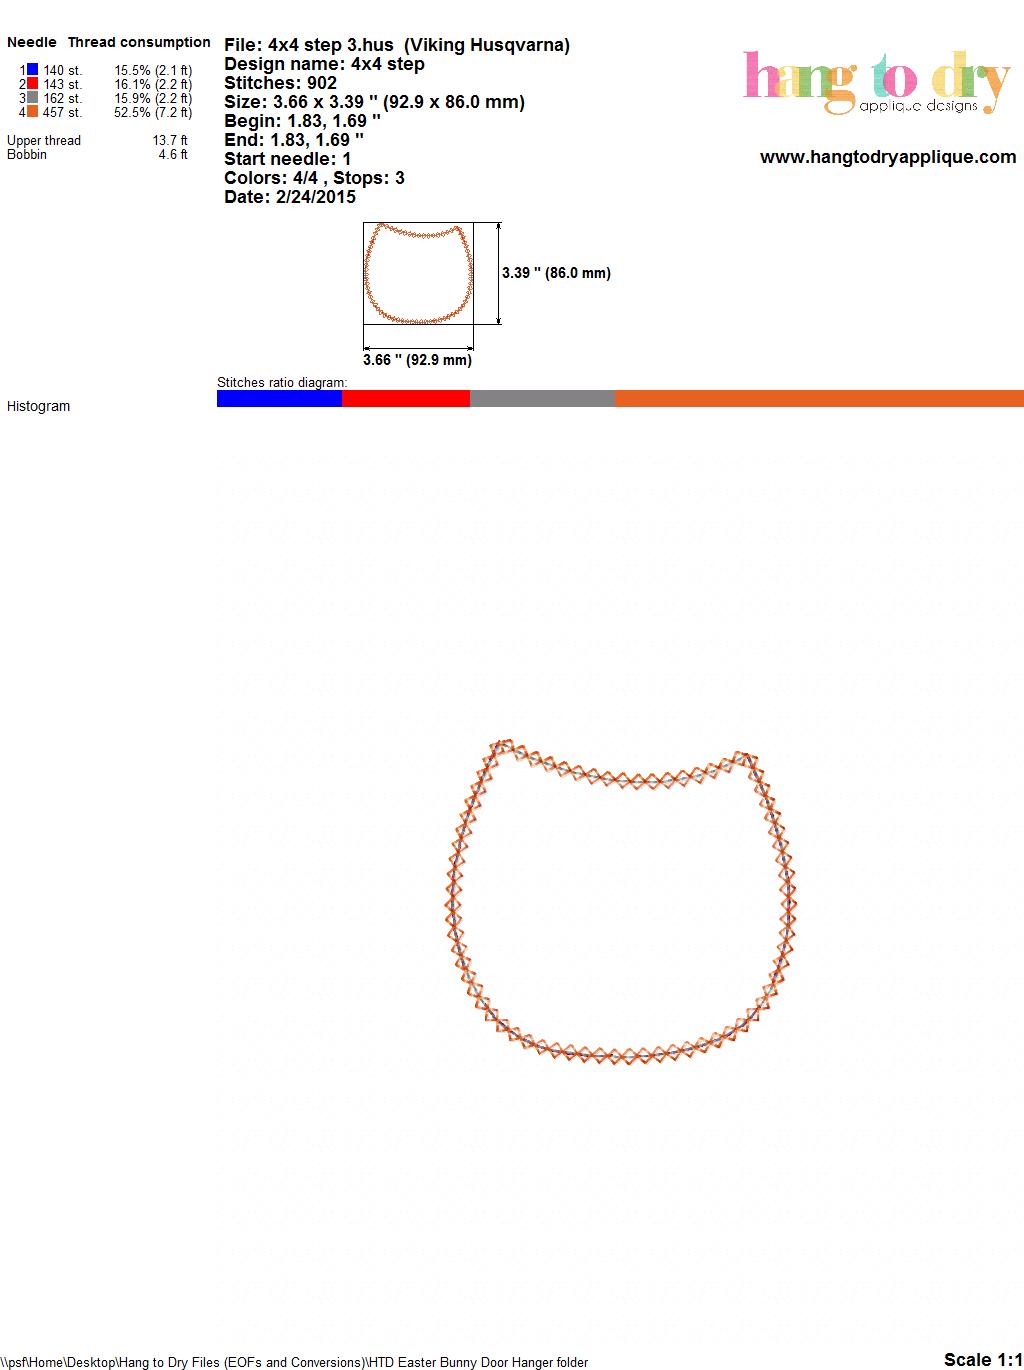 Needle Thread consumption
1 140 st. 15.5% (2.1 ft)
2 143 st. 16.1% (2.2 ft)
3 162 st. 15.9% (2.2 ft)
4 457 st. 52.5% (7.2 ft)
Upper thread 13.7 ft
Bobbin 4.6 ft
File: 4x4 step 3.hus (Viking Husqvarna)
Design name: 4x4 step
Stitches: 902
Size: 3.66 x 3.39 " (92.9 x 86.0 mm)
Begin: 1.83, 1.69 "
End: 1.83, 1.69 "
Start needle: 1
Colors: 4/4 , Stops: 3
Date: 2/24/2015
hang to dry
applique designs
www.hangtodryapplique.com
3.39 " (86.0 mm)
3.66 " (92.9 mm)
Stitches ratio diagram:
Histogram
\\psf\Home\Desktop\Hang to Dry Files (EOFs and Conversions)\HTD Easter Bunny Door Hanger folder
Scale 1:1